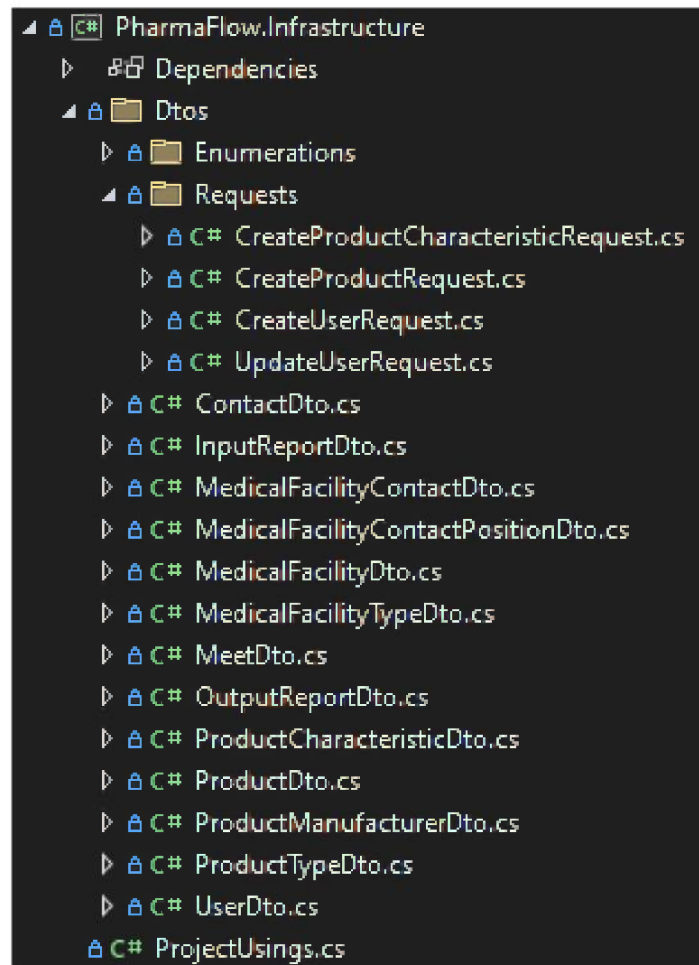 C# PharmaFlow.Infrastructure
Dependencies
Dtos
Enumerations
Requests
C# CreateProductCharacteristicRequest.cs
C# CreateProductRequest.cs
C# CreateUserRequest.cs
C# UpdateUserRequest.cs
C# ContactDto.cs
C# InputReportDto.cs
C# MedicalFacilityContactDto.cs
C# MedicalFacilityContactPositionDto.cs
C# MedicalFacilityDto.cs
C# MedicalFacilityTypeDto.cs
C# MeetDto.cs
C# OutputReportDto.cs
C# ProductCharacteristicDto.cs
C# ProductDto.cs
C# ProductManufacturerDto.cs
C# ProductTypeDto.cs
C# UserDto.cs
C# ProjectUsings.cs